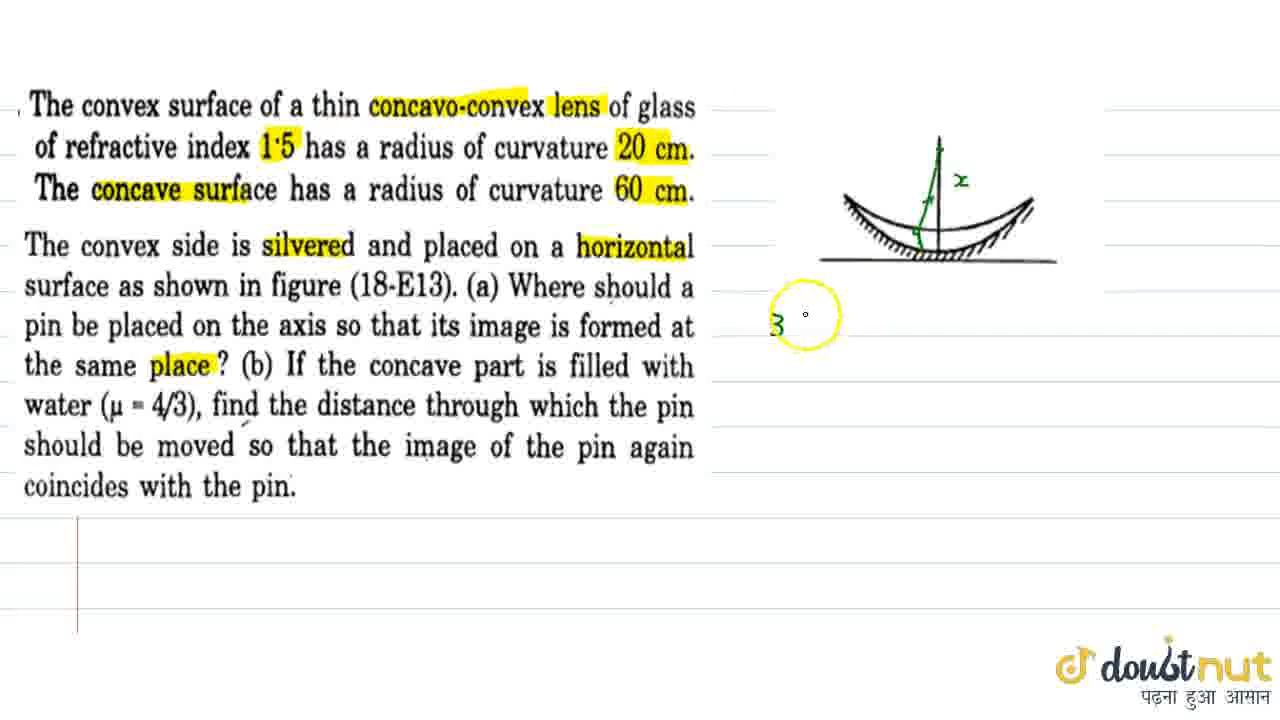 The convex surface of a thin concavo-convex lens of glass
of refractive index 1·5 has a radius of curvature 20 cm.
The concave surface has a radius of curvature 60 cm.
The convex side is silvered and placed on a horizontal
surface as shown in figure (18-E13). (a) Where should a
pin be placed on the axis so that its image is formed at
the same place ? (b) If the concave part is filled with
water (μ = 4/3), find the distance through which the pin
should be moved so that the image of the pin again
coincides with the pin.
x
3
doubtnut
पढ़ना हुआ आसान